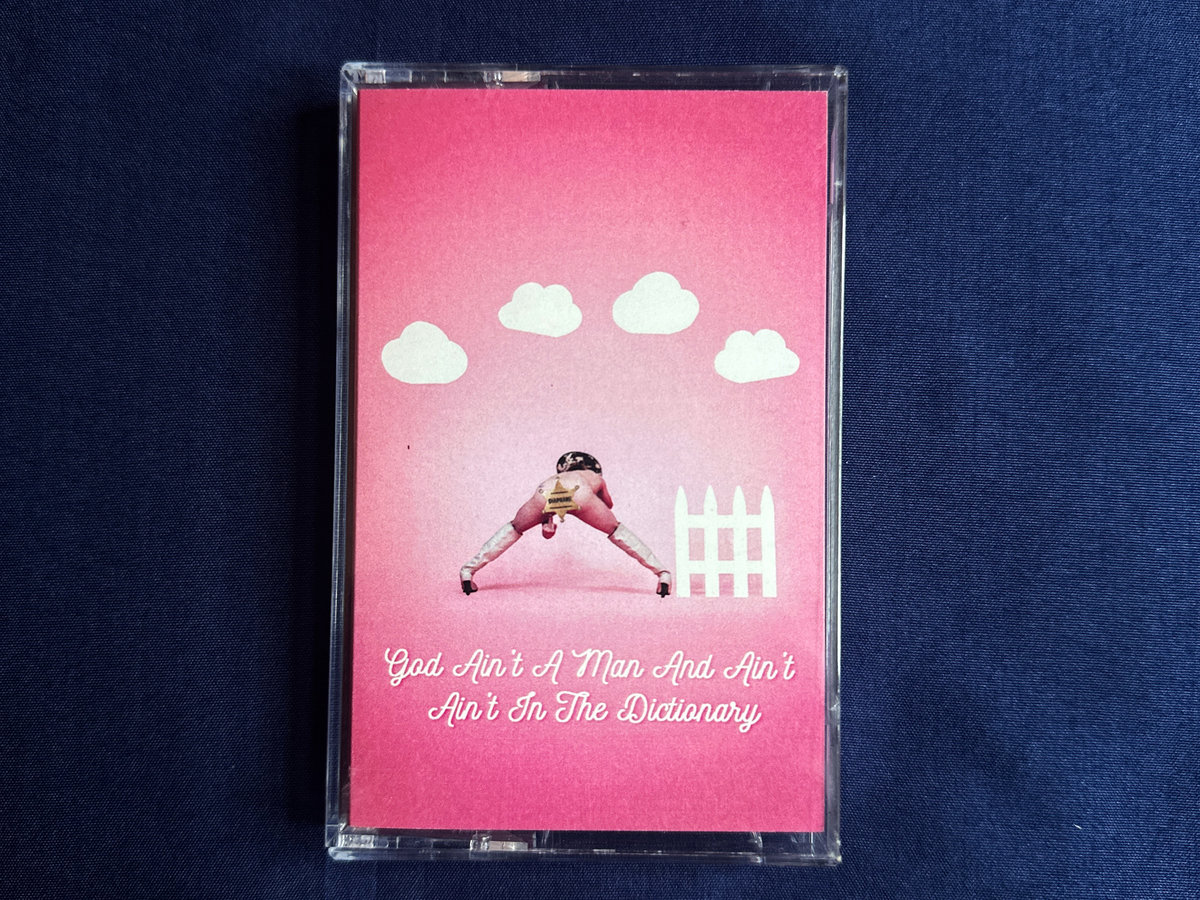 God Ain't A Man And Ain't
Ain't In The Dictionary